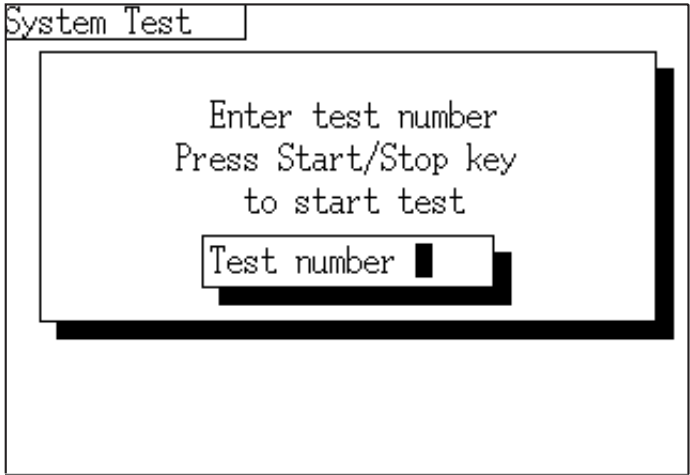 System Test
Enter test number
Press Start/Stop key
to start test
Test number